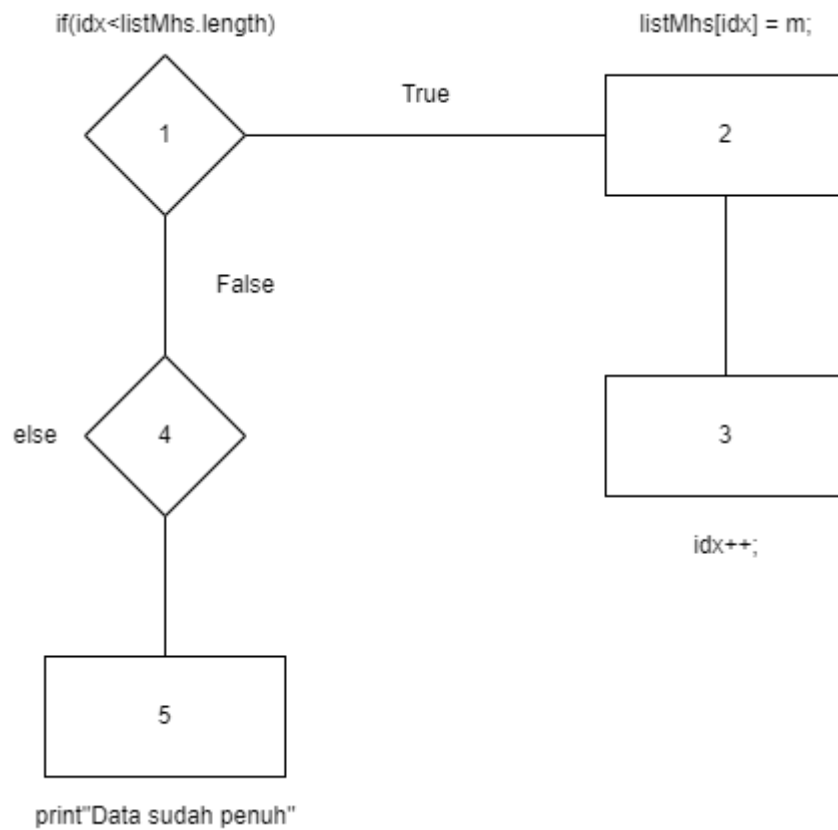 if(idx<listMhs.length)
listMhs[idx] = m;
True
1
2
False
else
4
3
idx++;
5
print"Data sudah penuh"